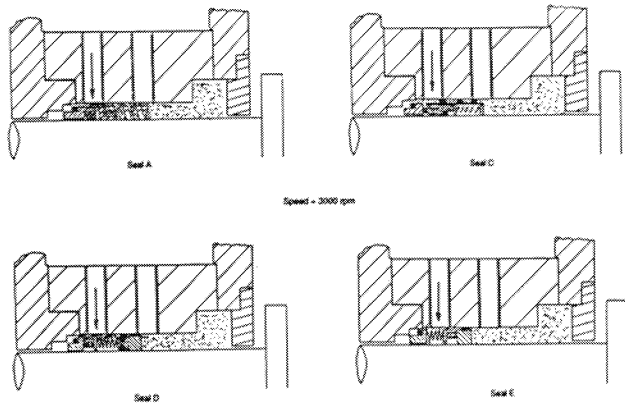 Seal A
Seal C
Speed = 3000 rpm
Seal D
Seal E